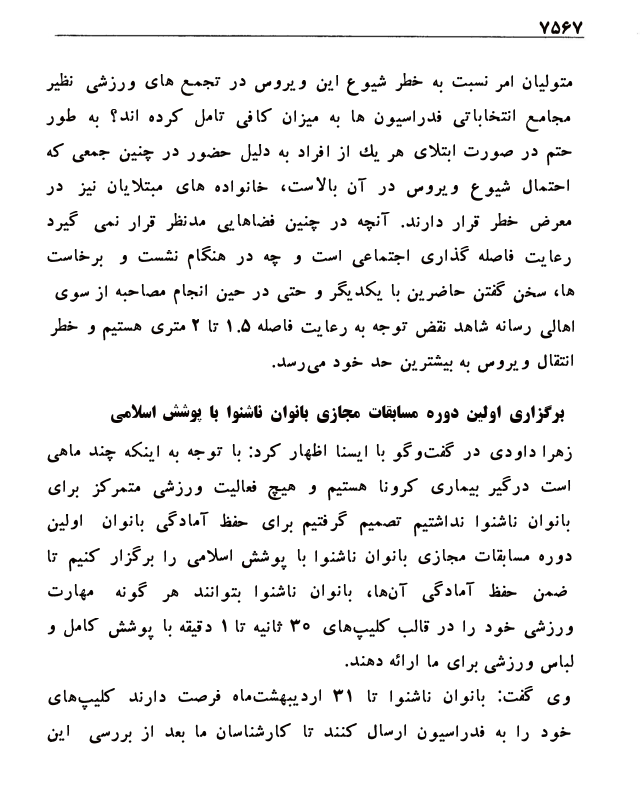 ۷۵۶۷
متولیان امر نسبت به خطر شیوع این ویروس در تجمع های ورزشی نظیر
مجامع انتخاباتی فدراسیون ها به میزان کافی تامل کرده اند؟ به طور
حتم در صورت ابتلای هر یك از افراد به دلیل حضور در چنین جمعی که
احتمال شیوع ویروس در آن بالاست، خانواده های مبتلایان نیز در
معرض خطر قرار دارند. آنچه در چنین فضاهایی مدنظر قرار نمی گیرد
رعایت فاصله گذاری اجتماعی است و چه در هنگام نشست و برخاست
ها، سخن گفتن حاضرین با یکدیگر و حتی در حین انجام مصاحبه از سوی
اهالی رسانه شاهد نقض توجه به رعایت فاصله ۱.۵ تا ۲ متری هستیم و خطر
انتقال ویروس به بیشترین حد خود می‌رسد.
برگزاری اولین دوره مسابقات مجازی بانوان ناشنوا با پوشش اسلامی
زهرا داودی در گفت‌وگو با ایسنا اظهار کرد: با توجه به اینکه چند ماهی
است درگیر بیماری کرونا هستیم و هیچ فعالیت ورزشی متمرکز برای
بانوان ناشنوا نداشتیم تصمیم گرفتیم برای حفظ آمادگی بانوان اولین
دوره مسابقات مجازی بانوان ناشنوا با پوشش اسلامی را برگزار کنیم تا
ضمن حفظ آمادگی آن‌ها، بانوان ناشنوا بتوانند هر گونه مهارت
ورزشی خود را در قالب کلیپ‌های ۳۰ ثانیه تا ۱ دقیقه با پوشش کامل و
لباس ورزشی برای ما ارائه دهند.
وی گفت: بانوان ناشنوا تا ۳۱ اردیبهشت‌ماه فرصت دارند کلیپ‌های
خود را به فدراسیون ارسال کنند تا کارشناسان ما بعد از بررسی این